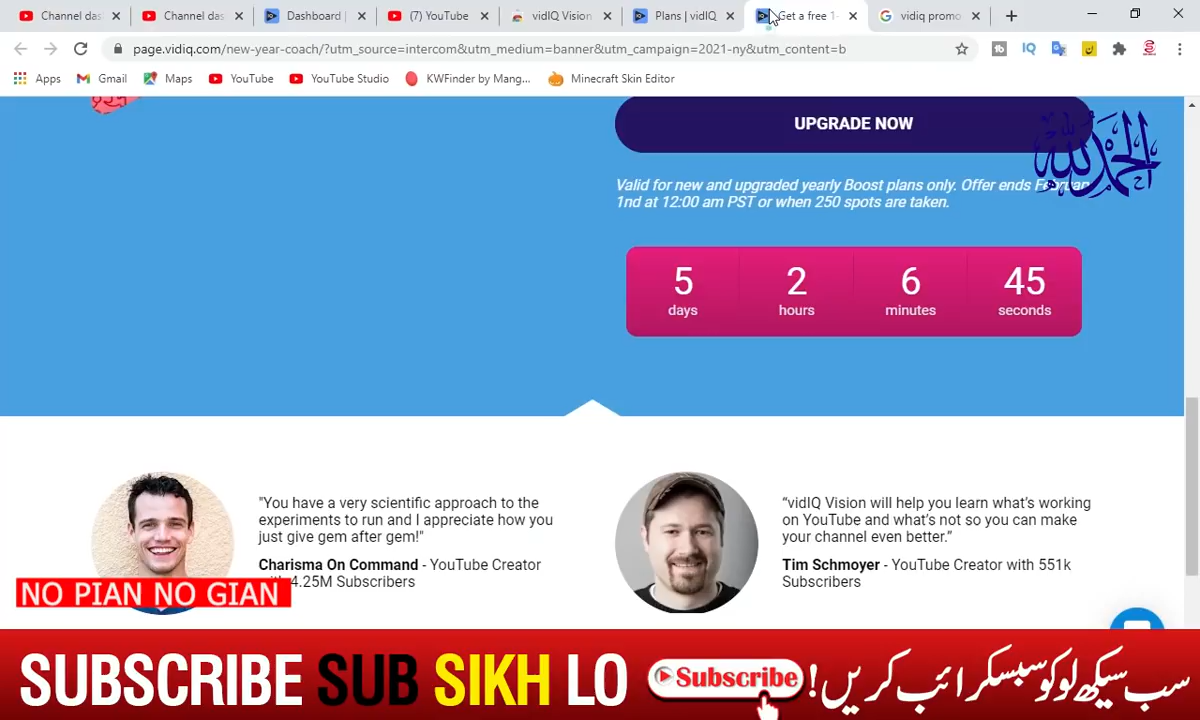 Channel das
Channel das
Dashboard |
(7) YouTube
vidIQ Vision
Plans | vidIQ
Get a free 1-
vidiq promo
page.vidiq.com/new-year-coach/?utm_source=intercom&utm_medium=banner&utm_campaign=2021-ny&utm_content=b
Apps
Gmail
Maps
YouTube
YouTube Studio
KWFinder by Mang...
Minecraft Skin Editor
UPGRADE NOW
الحمد لله
Valid for new and upgraded yearly Boost plans only. Offer ends Februar
1nd at 12:00 am PST or when 250 spots are taken.
5 2 6 45
days hours minutes seconds
"You have a very scientific approach to the
experiments to run and I appreciate how you
just give gem after gem!"
Charisma On Command - YouTube Creator
with 4.25M Subscribers
“vidIQ Vision will help you learn what’s working
on YouTube and what’s not so you can make
your channel even better.”
Tim Schmoyer - YouTube Creator with 551k
Subscribers
NO PIAN NO GIAN
SUBSCRIBE SUB SIKH LO
Subscribe
سب سیکھ لو کو سبسکرائب کریں!